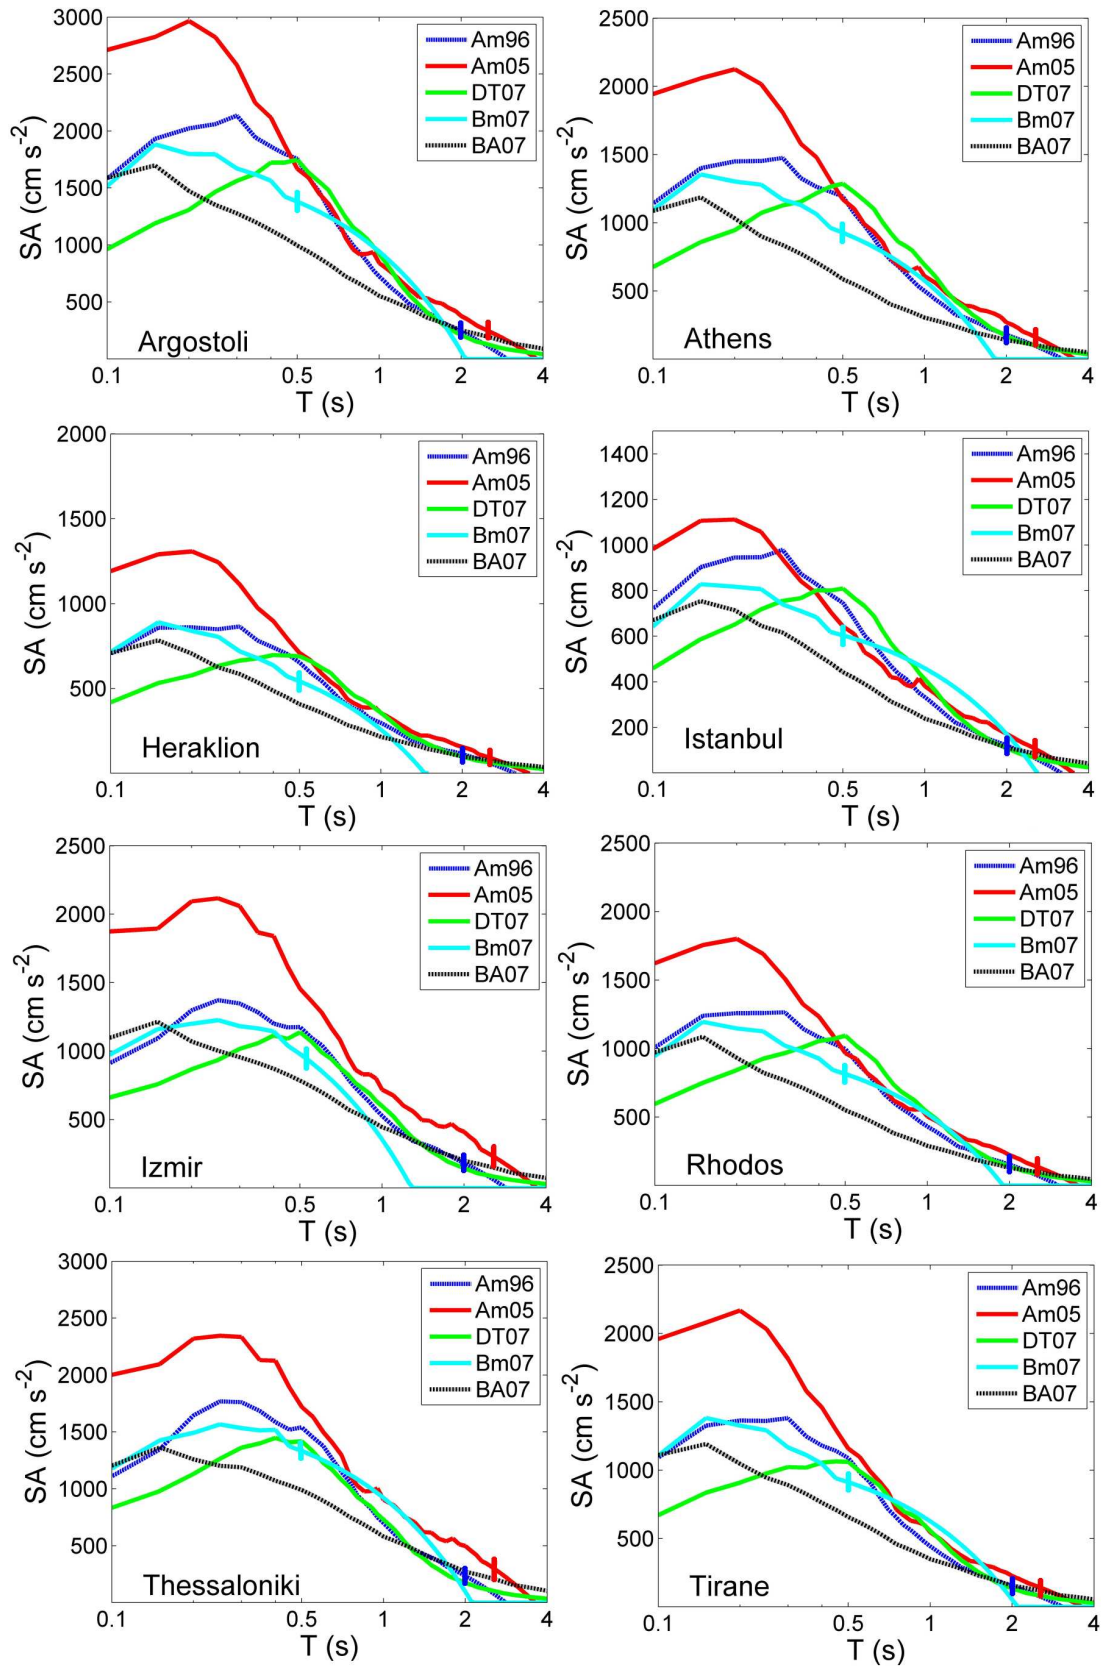 3000
2500
2000
1500
1000
500
SA (cm s-2)
Am96
Am05
DT07
Bm07
BA07
Argostoli
0.1
0.5
1
2
4
T (s)
2500
2000
1500
1000
500
SA (cm s-2)
Am96
Am05
DT07
Bm07
BA07
Athens
0.1
0.5
1
2
4
T (s)
2000
1500
1000
500
SA (cm s-2)
Am96
Am05
DT07
Bm07
BA07
Heraklion
0.1
0.5
1
2
4
T (s)
1400
1200
1000
800
600
400
200
SA (cm s-2)
Am96
Am05
DT07
Bm07
BA07
Istanbul
0.1
0.5
1
2
4
T (s)
2500
2000
1500
1000
500
SA (cm s-2)
Am96
Am05
DT07
Bm07
BA07
Izmir
0.1
0.5
1
2
4
T (s)
2500
2000
1500
1000
500
SA (cm s-2)
Am96
Am05
DT07
Bm07
BA07
Rhodos
0.1
0.5
1
2
4
T (s)
3000
2500
2000
1500
1000
500
SA (cm s-2)
Am96
Am05
DT07
Bm07
BA07
Thessaloniki
0.1
0.5
1
2
4
T (s)
2500
2000
1500
1000
500
SA (cm s-2)
Am96
Am05
DT07
Bm07
BA07
Tirane
0.1
0.5
1
2
4
T (s)